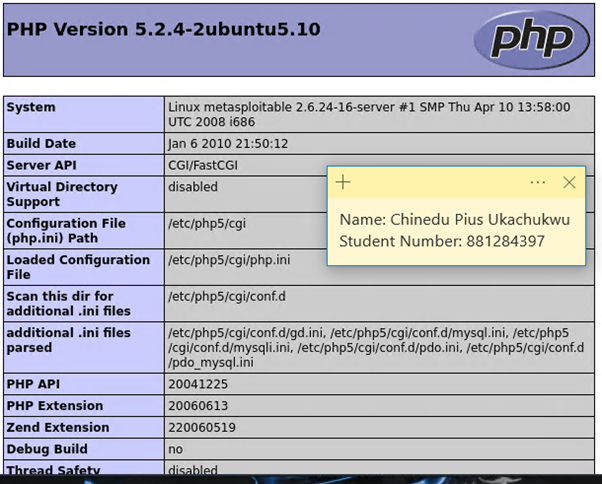 PHP Version 5.2.4-2ubuntu5.10
php
System
Linux metasploitable 2.6.24-16-server #1 SMP Thu Apr 10 13:58:00
UTC 2008 i686
Build Date
Jan 6 2010 21:50:12
Server API
CGI/FastCGI
Virtual Directory
Support
disabled
Configuration File
(php.ini) Path
/etc/php5/cgi
Loaded Configuration
File
/etc/php5/cgi/php.ini
Scan this dir for
additional .ini files
/etc/php5/cgi/conf.d
additional .ini files
parsed
/etc/php5/cgi/conf.d/gd.ini, /etc/php5/cgi/conf.d/mysql.ini, /etc/php5
/cgi/conf.d/mysqli.ini, /etc/php5/cgi/conf.d/pdo.ini, /etc/php5/cgi/conf.d
/pdo_mysql.ini
PHP API
20041225
PHP Extension
20060613
Zend Extension
220060519
Debug Build
no
Thread Safety
disabled
Name: Chinedu Pius Ukachukwu
Student Number: 881284397